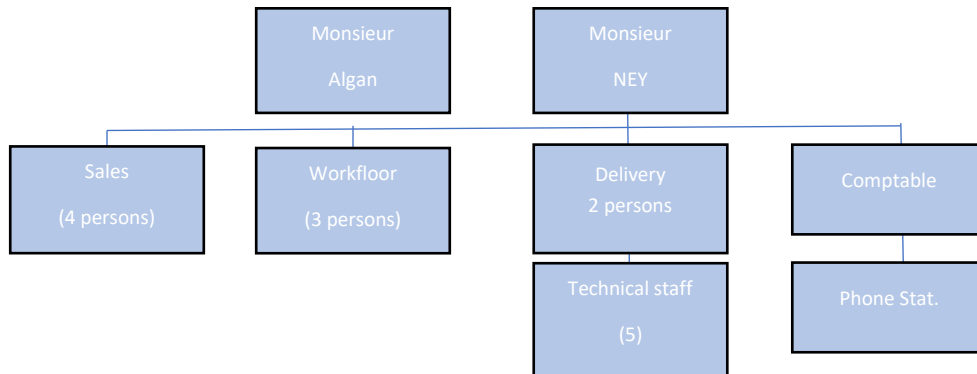 Monsieur
Algan
Monsieur
NEY
Sales
(4 persons)
Workfloor
(3 persons)
Delivery
2 persons
Comptable
Technical staff
(5)
Phone Stat.